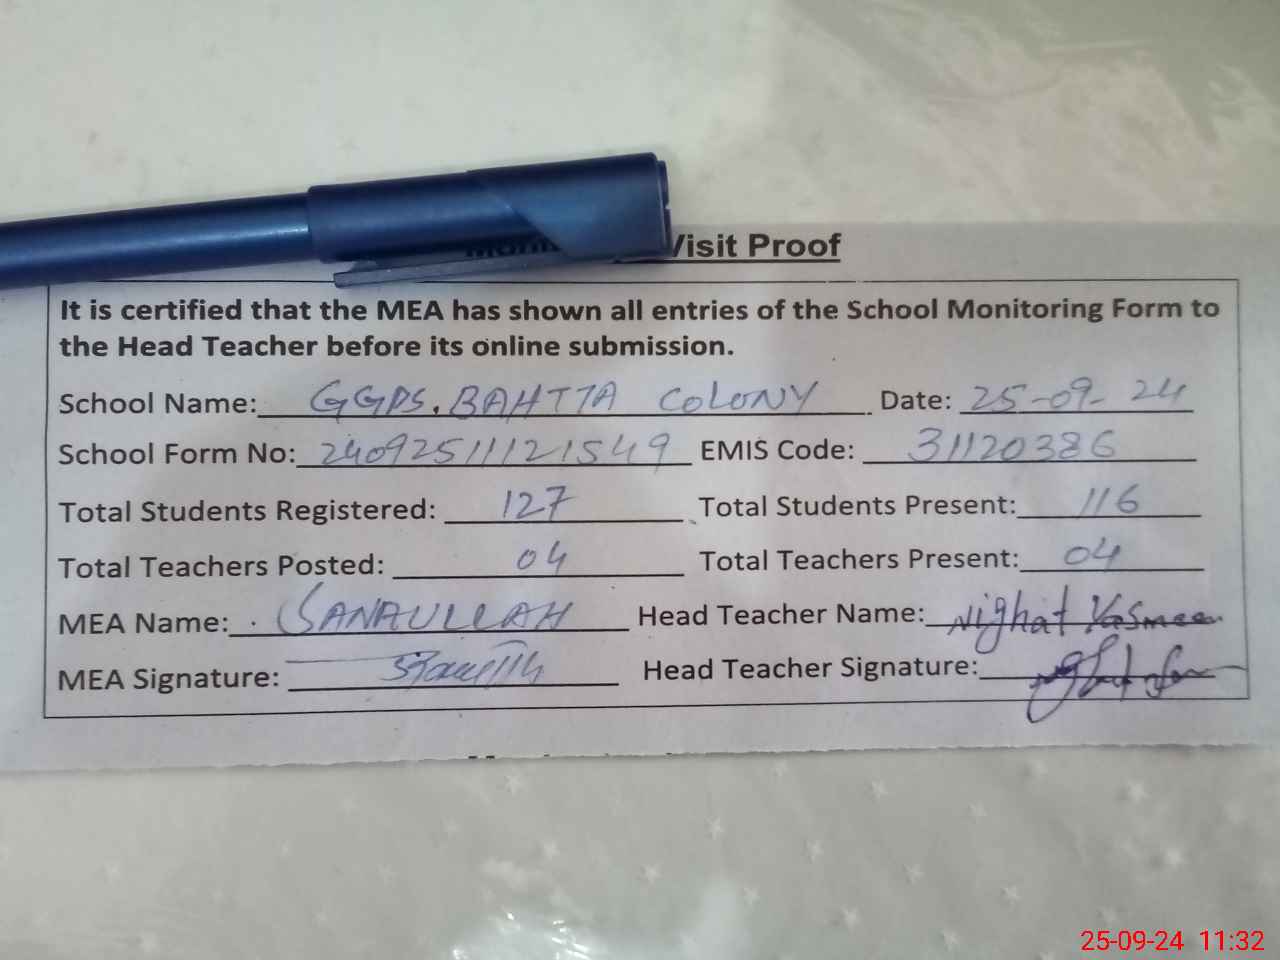 Visit Proof
It is certified that the MEA has shown all entries of the School Monitoring Form to
the Head Teacher before its online submission.
School Name: GGPS. BAHTTA COLONY Date: 25-09-24
School Form No: 240925111121549 EMIS Code: 31120386
Total Students Registered: 127 Total Students Present: 116
Total Teachers Posted: 04 Total Teachers Present: 04
MEA Name: SANAULLAH Head Teacher Name: Nighat Yasmeen
MEA Signature: Head Teacher Signature:
25-09-24 11:32